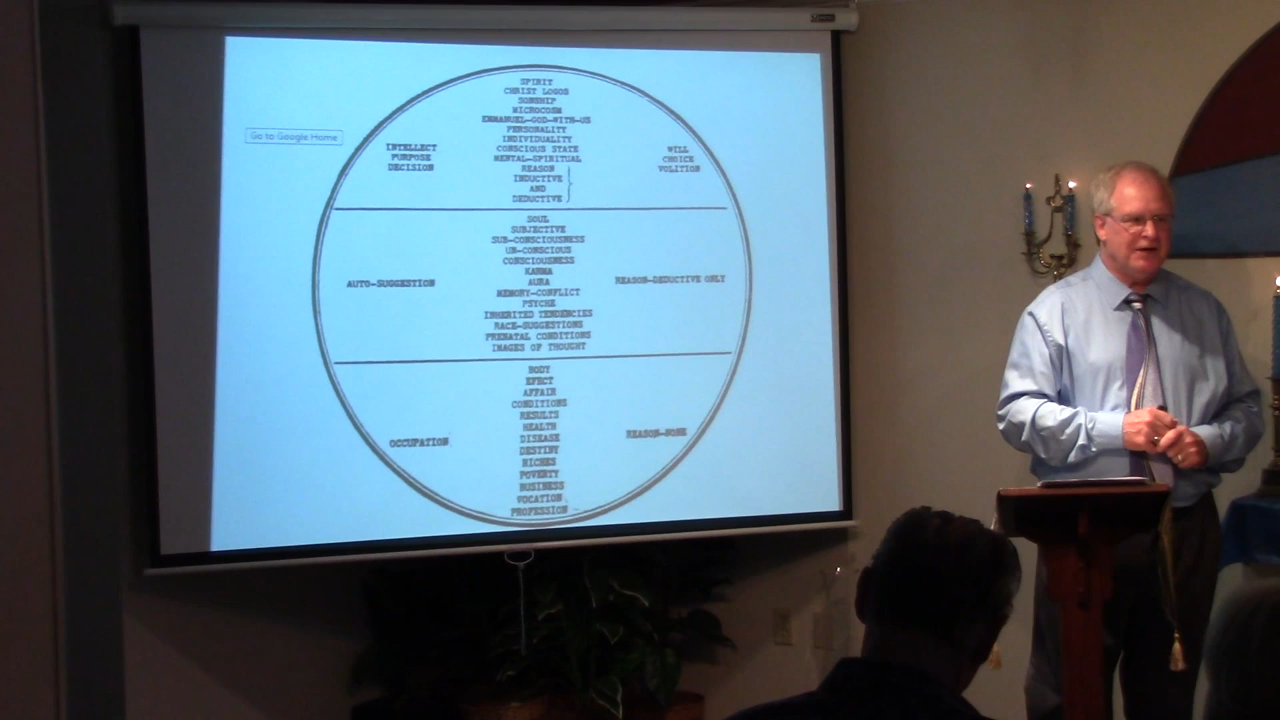 Go to Google Home
SPIRIT
CHRIST LOGOS
SONSHIP
MICROCOSM
EMMANUEL-GOD-WITH-US
PERSONALITY
INDIVIDUALITY
CONSCIOUS STATE
MENTAL-SPIRITUAL
REASON
INDUCTIVE
AND
DEDUCTIVE
INTELLECT
PURPOSE
DECISION
WILL
CHOICE
VOLITION
SOUL
SUBJECTIVE
SUB-CONSCIOUSNESS
UN-CONSCIOUS
CONSCIOUSNESS
KARMA
AURA
MEMORY-CONFLICT
PSYCHE
INHERITED TENDENCIES
RACE-SUGGESTIONS
PRENATAL CONDITIONS
IMAGES OF THOUGHT
AUTO-SUGGESTION
REASON-DEDUCTIVE ONLY
BODY
EFECT
AFFAIR
CONDITIONS
RESULTS
HEALTH
DISEASE
DESTINY
RICHES
POVERTY
BUSINESS
VOCATION
PROFESSION
OCCUPATION
REASON-NONE